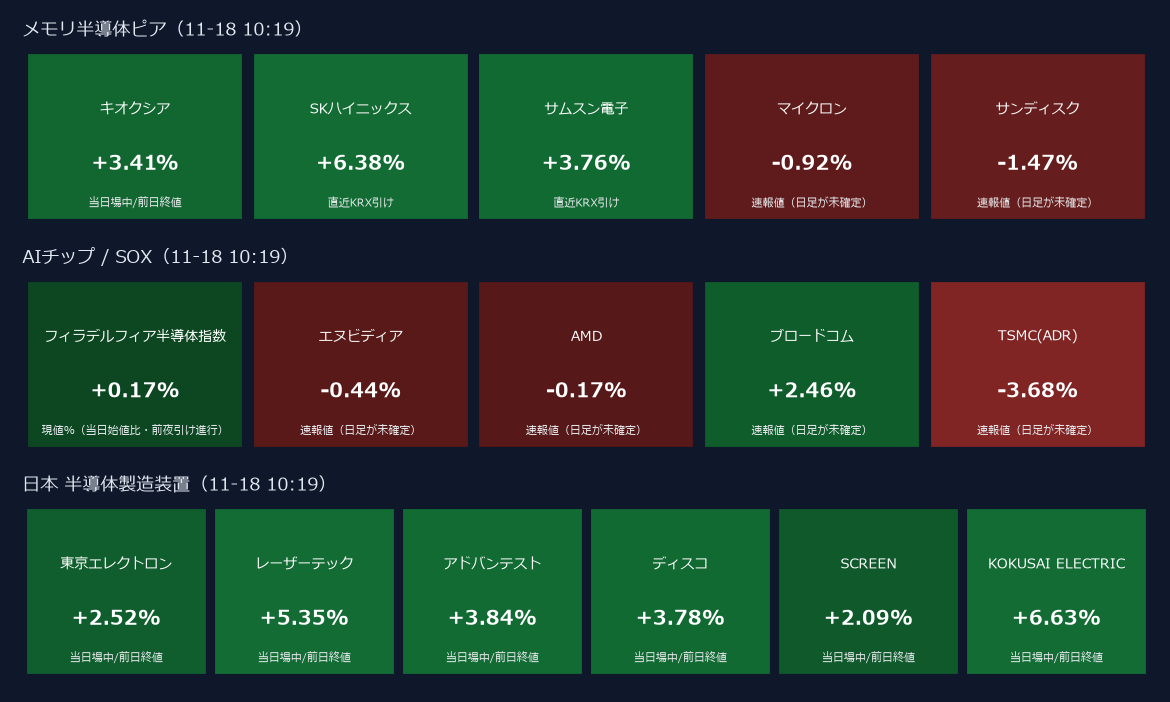 メモリ半導体ピア（11-18 10:19）
キオクシア
+3.41%
当日場中/前日終値
SKハイニックス
+6.38%
直近KRX引け
サムスン電子
+3.76%
直近KRX引け
マイクロン
-0.92%
速報値（日足が未確定）
サンディスク
-1.47%
速報値（日足が未確定）
AIチップ / SOX（11-18 10:19）
フィラデルフィア半導体指数
+0.17%
現値%（当日始値比・前夜引け進行）
エヌビディア
-0.44%
速報値（日足が未確定）
AMD
-0.17%
速報値（日足が未確定）
ブロードコム
+2.46%
速報値（日足が未確定）
TSMC(ADR)
-3.68%
速報値（日足が未確定）
日本 半導体製造装置（11-18 10:19）
東京エレクトロン
+2.52%
当日場中/前日終値
レーザーテック
+5.35%
当日場中/前日終値
アドバンテスト
+3.84%
当日場中/前日終値
ディスコ
+3.78%
当日場中/前日終値
SCREEN
+2.09%
当日場中/前日終値
KOKUSAI ELECTRIC
+6.63%
当日場中/前日終値